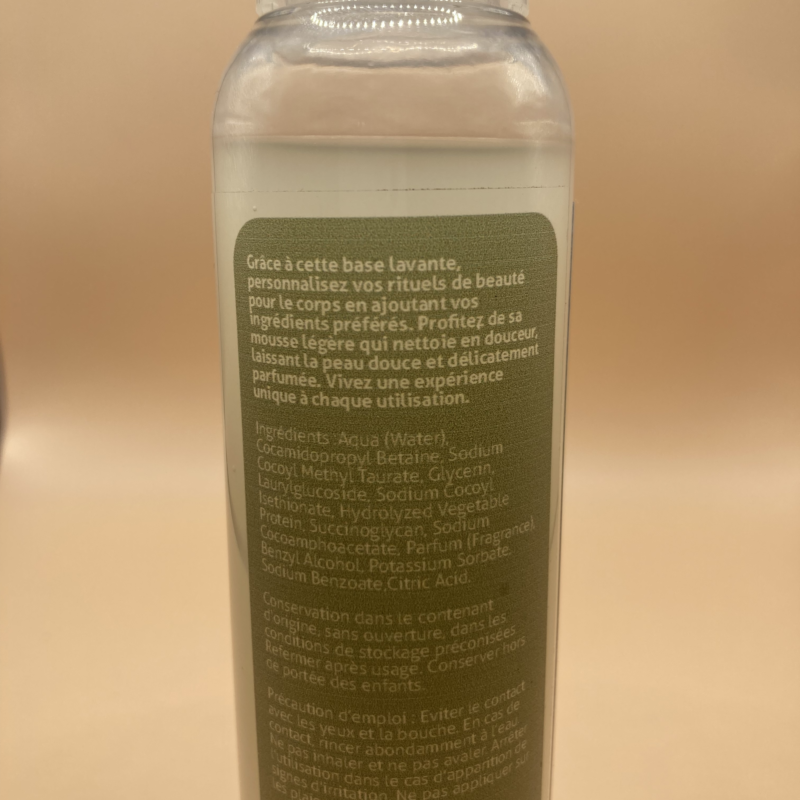 Grâce à cette base lavante,
personnalisez vos rituels de beauté
pour le corps en ajoutant vos
ingrédients préférés. Profitez de sa
mousse légère qui nettoie en douceur,
laissant la peau douce et délicatement
parfumée. Vivez une expérience
unique à chaque utilisation.
Ingrédients :Aqua (Water),
Cocamidopropyl Betaine, Sodium
Cocoyl Methyl Taurate, Glycerin,
Laurylglucoside, Sodium Cocoyl
Isethionate, Hydrolyzed Vegetable
Protein, Succinoglycan, Sodium
Cocoamphoacetate, Parfum (Fragrance),
Benzyl Alcohol, Potassium Sorbate,
Sodium Benzoate,Citric Acid.
Conservation dans le contenant
d'origine, sans ouverture, dans les
conditions de stockage préconisées.
Refermer après usage. Conserver hors
de portée des enfants.
Précaution d'emploi : Eviter le contact
avec les yeux et la bouche. En cas de
contact, rincer abondamment à l'eau
Ne pas inhaler et ne pas avaler. Arrêter
l'utilisation dans le cas d'apparition de
signes d'irritation. Ne pas appliquer sur
les